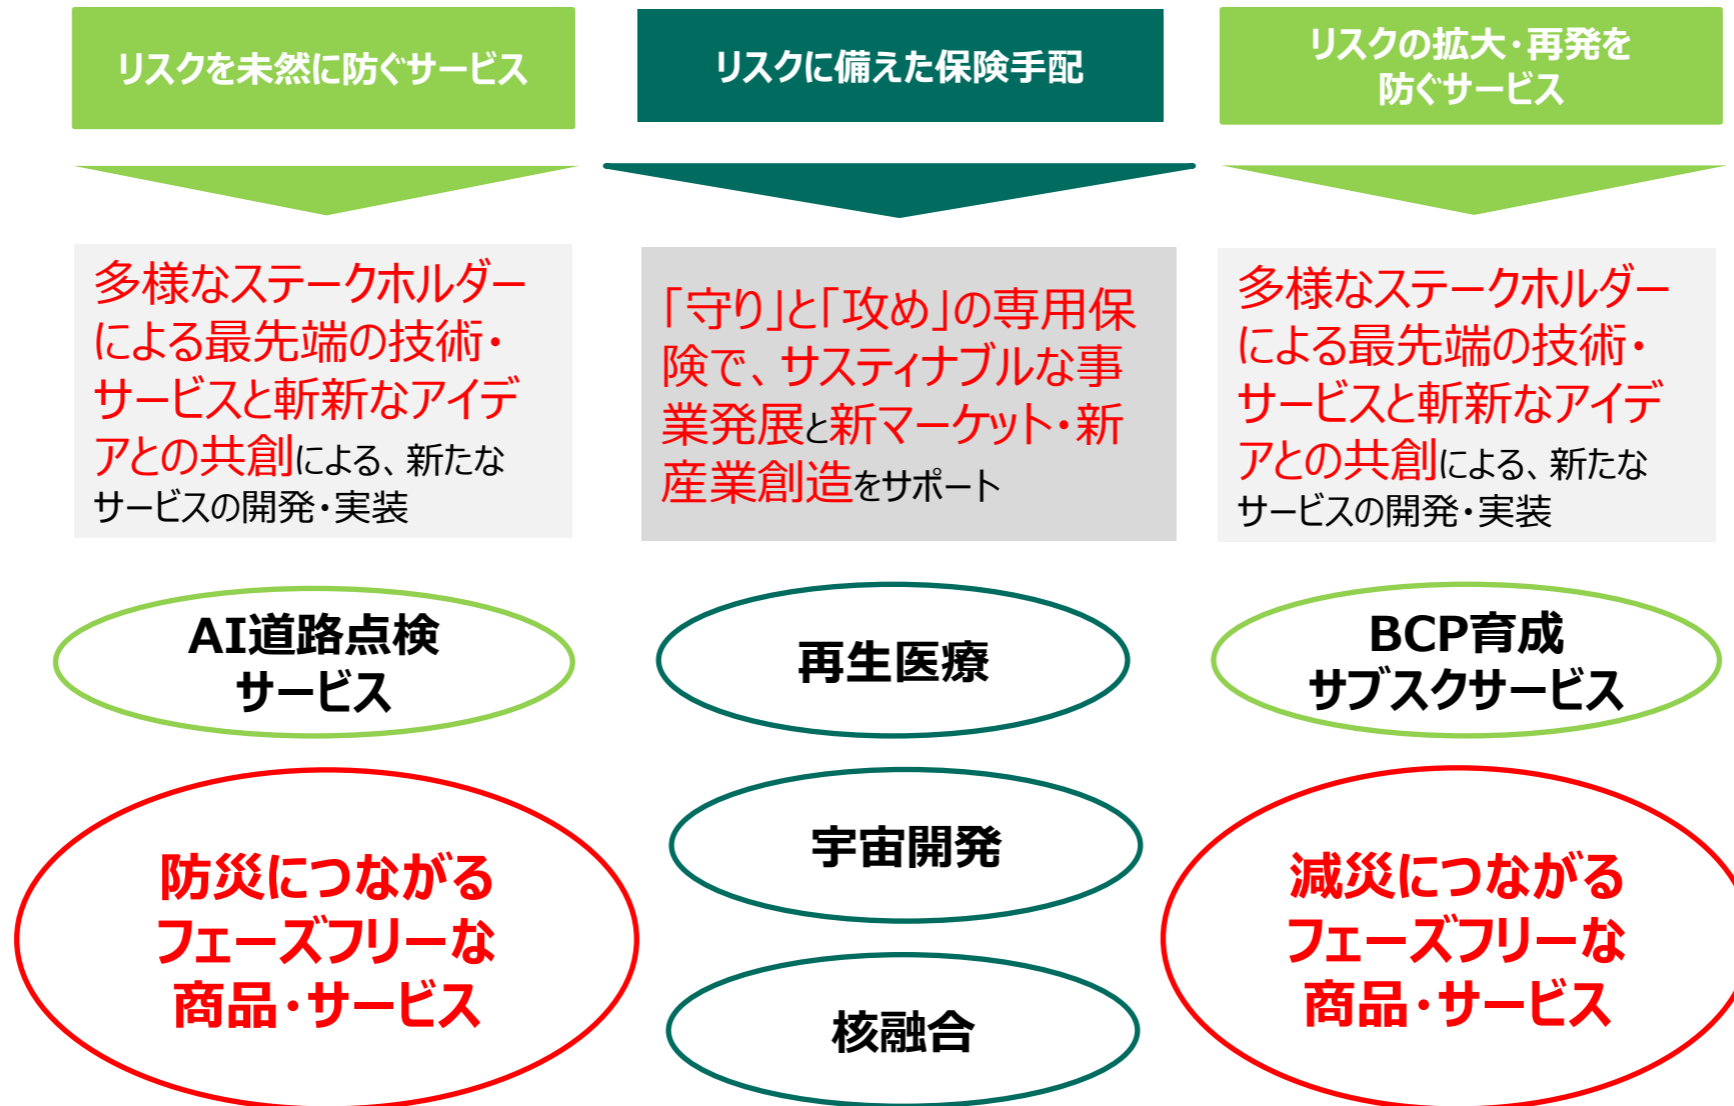 リスクを未然に防ぐサービス
リスクに備えた保険手配
リスクの拡大・再発を
防ぐサービス
多様なステークホルダー
による最先端の技術・
サービスと斬新なアイデ
アとの共創による、新たな
サービスの開発・実装
「守り」と「攻め」の専用保
険で、サスティナブルな事
業発展と新マーケット・新
産業創造をサポート
多様なステークホルダー
による最先端の技術・
サービスと斬新なアイデ
アとの共創による、新たな
サービスの開発・実装
AI道路点検
サービス
再生医療
BCP育成
サブスクサービス
防災につながる
フェーズフリーな
商品・サービス
宇宙開発
核融合
減災につながる
フェーズフリーな
商品・サービス